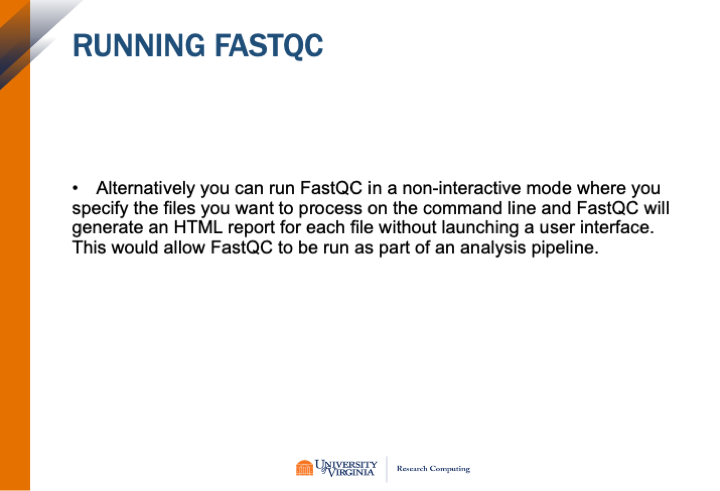 RUNNING FASTQC
• Alternatively you can run FastQC in a non-interactive mode where you
specify the files you want to process on the command line and FastQC will
generate an HTML report for each file without launching a user interface.
This would allow FastQC to be run as part of an analysis pipeline.
UNIVERSITY
of VIRGINIA
Research Computing